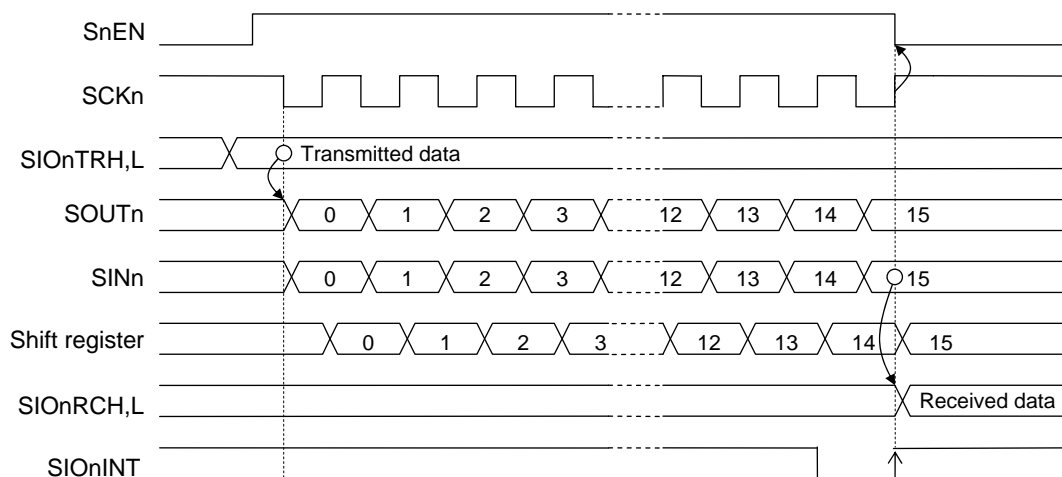 SnEN
SCKn
SIOnTRH,L
Transmitted data
SOUTn
0 1 2 3 12 13 14 15
SINn
0 1 2 3 12 13 14 15
Shift register
0 1 2 3 12 13 14 15
SIOnRCH,L
Received data
SIOnINT